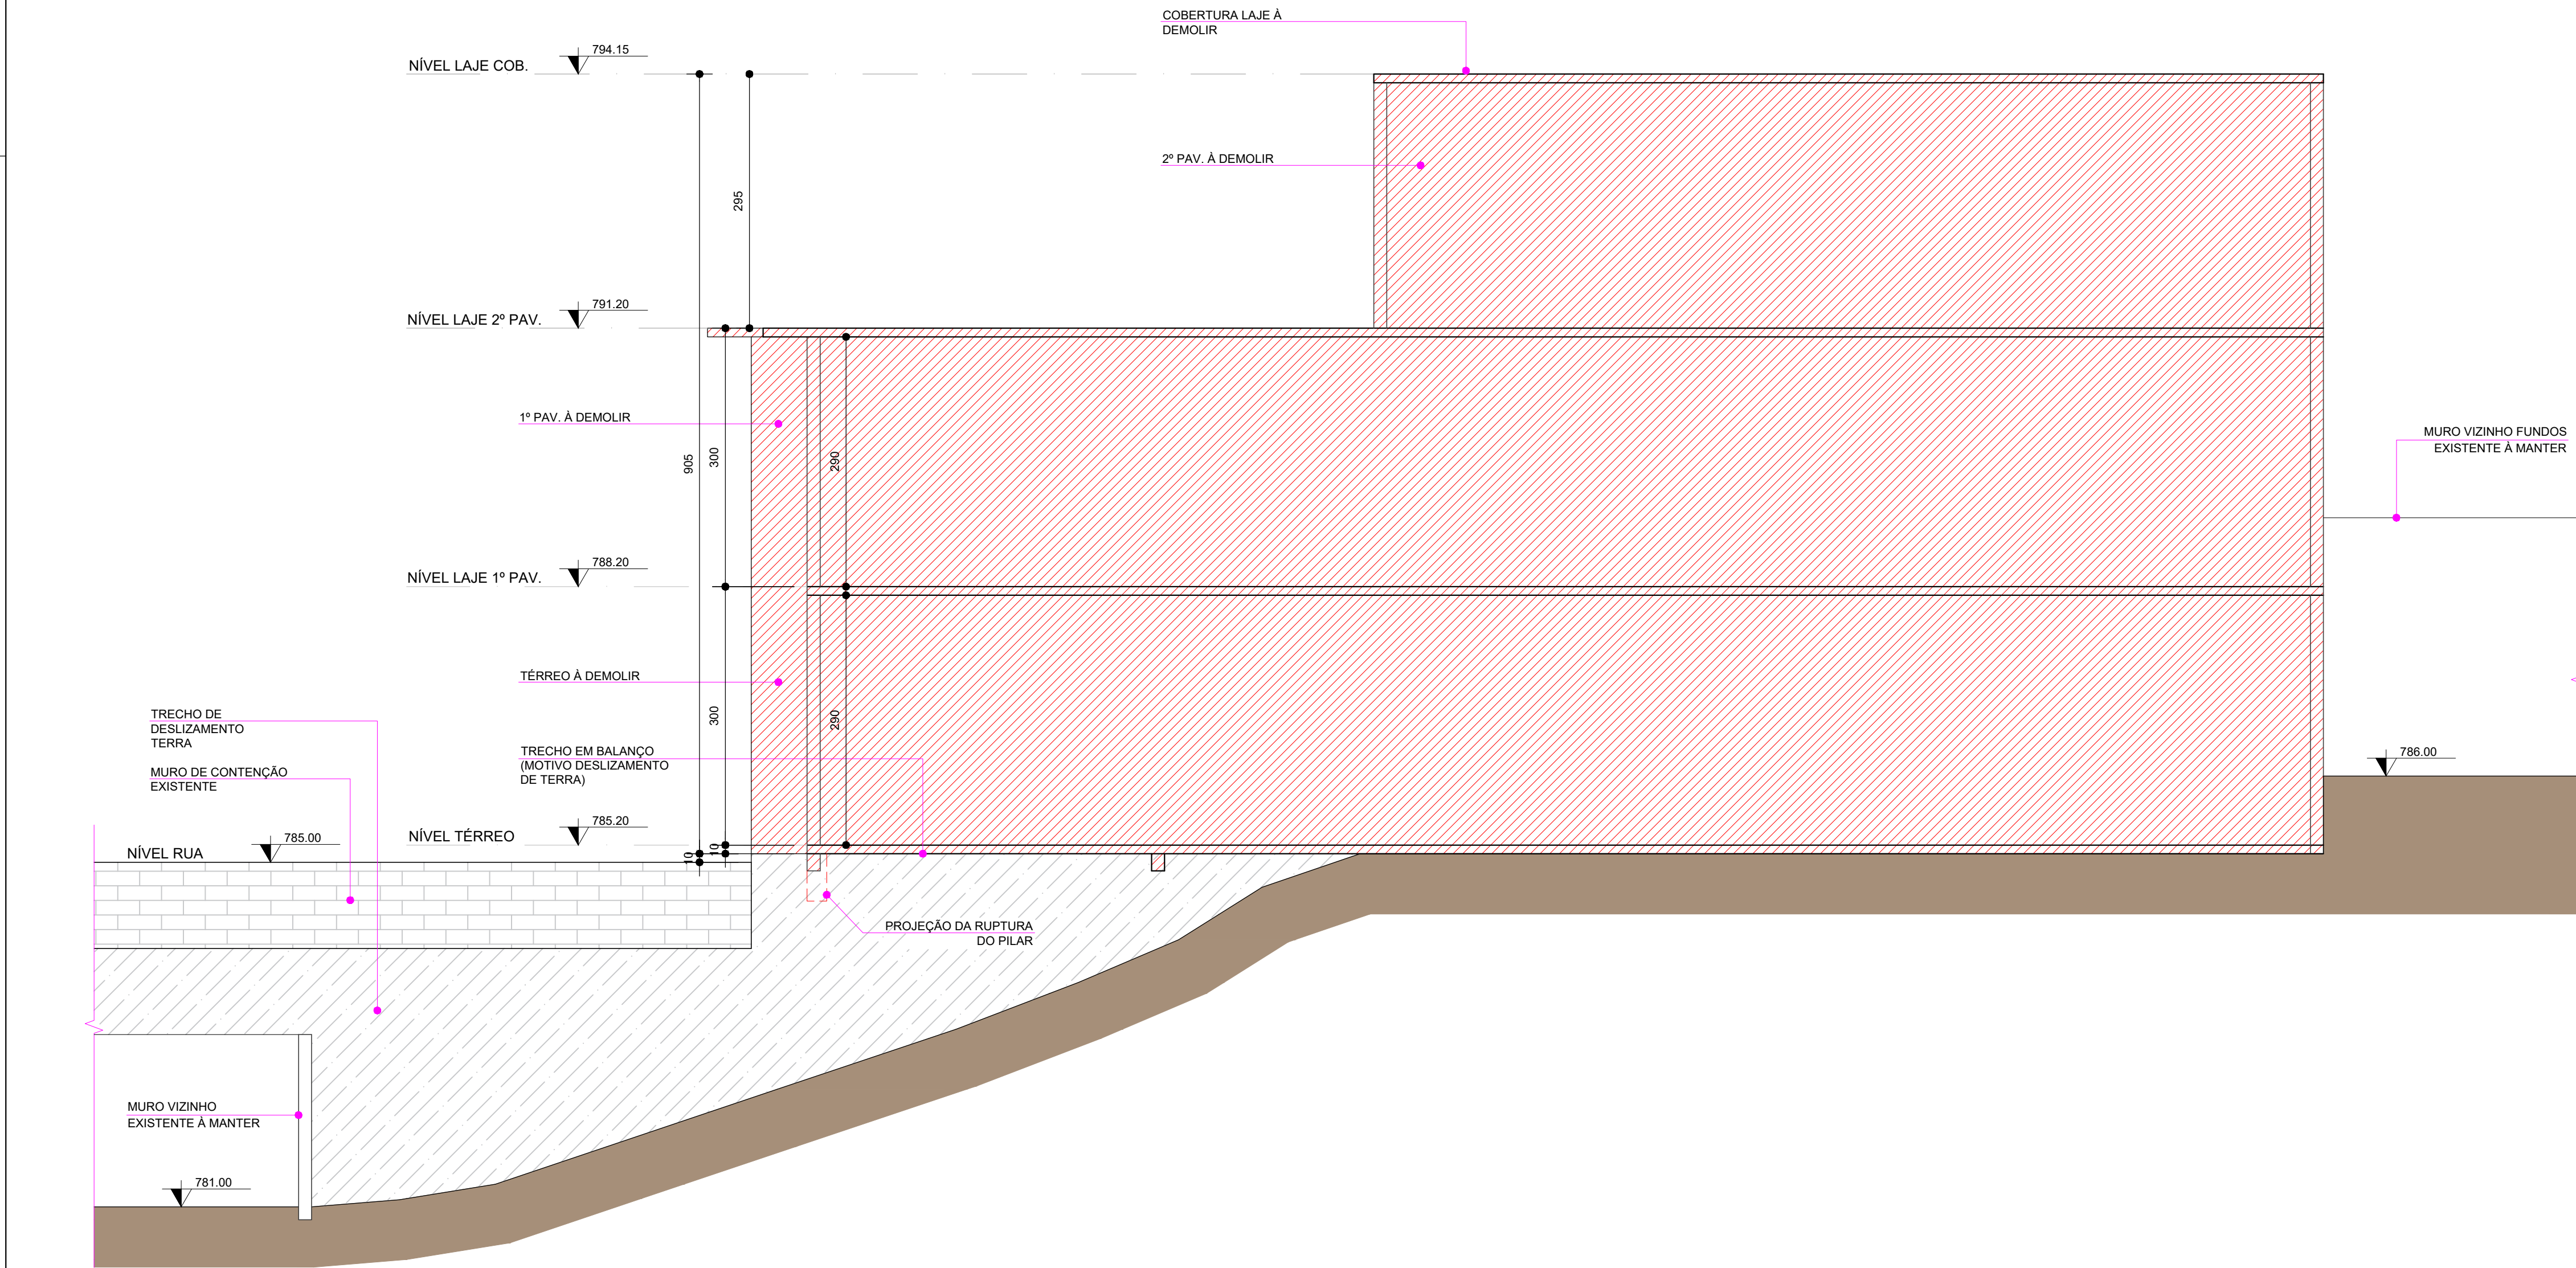 COBERTURA LAJE À
DEMOLIR
794.15
NÍVEL LAJE COB.
2º PAV. À DEMOLIR
295
791.20
NÍVEL LAJE 2º PAV.
1º PAV. À DEMOLIR
905
300
290
MURO VIZINHO FUNDOS
EXISTENTE À MANTER
788.20
NÍVEL LAJE 1º PAV.
TÉRREO À DEMOLIR
300
290
TRECHO DE
DESLIZAMENTO
TERRA
TRECHO EM BALANÇO
(MOTIVO DESLIZAMENTO
DE TERRA)
786.00
MURO DE CONTENÇÃO
EXISTENTE
785.20
NÍVEL TÉRREO
785.00
NÍVEL RUA
10
10
PROJEÇÃO DA RUPTURA
DO PILAR
MURO VIZINHO
EXISTENTE À MANTER
781.00